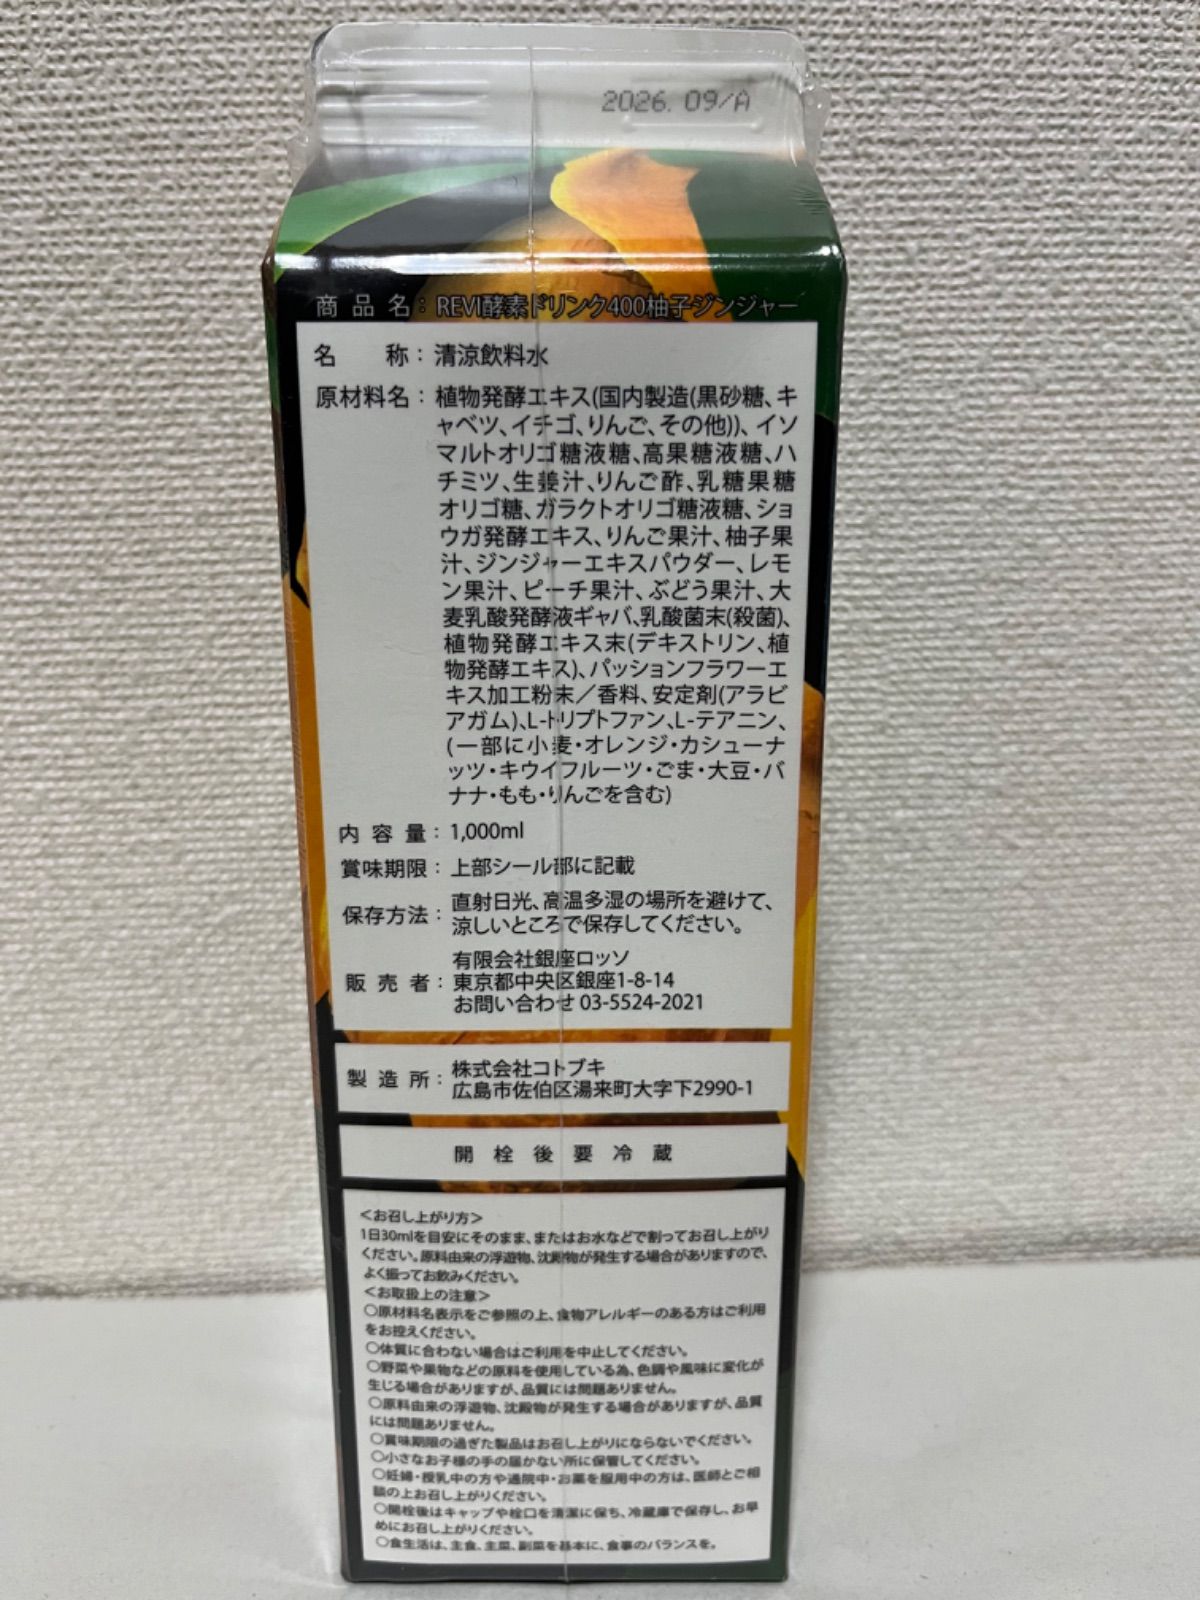 2026. 09/A
商品名：REVI酵素ドリンク400柚子ジンジャー
名　称：清涼飲料水
原材料名：植物発酵エキス(国内製造(黒砂糖、キ
ャベツ、イチゴ、りんご、その他))、イソ
マルトオリゴ糖液糖、高果糖液糖、ハ
チミツ、生姜汁、りんご酢、乳糖果糖
オリゴ糖、ガラクトオリゴ糖液糖、ショ
ウガ発酵エキス、りんご果汁、柚子果
汁、ジンジャーエキスパウダー、レモ
ン果汁、ピーチ果汁、ぶどう果汁、大
麦乳酸発酵液ギャバ、乳酸菌末(殺菌)、
植物発酵エキス末(デキストリン、植
物発酵エキス)、パッションフラワーエ
キス加工粉末／香料、安定剤(アラビ
アガム)、L-トリプトファン、L-テアニン、
(一部に小麦・オレンジ・カシューナ
ッツ・キウイフルーツ・ごま・大豆・バ
ナナ・もも・りんごを含む)
内容量：1,000ml
賞味期限：上部シール部に記載
保存方法：直射日光、高温多湿の場所を避けて、
涼しいところで保存してください。
有限会社銀座ロッソ
販売者：東京都中央区銀座1-8-14
お問い合わせ 03-5524-2021
製造所：株式会社コトブキ
広島市佐伯区湯来町大字下2990-1
開栓後要冷蔵
＜お召し上がり方＞
1日30mlを目安にそのまま、またはお水などで割ってお召し上がり
ください。原料由来の浮遊物、沈殿物が発生する場合がありますので、
よく振ってお飲みください。
＜お取扱上の注意＞
○原材料名表示をご参照の上、食物アレルギーのある方はご利用
をお控えください。
○体質に合わない場合はご利用を中止してください。
○野菜や果物などの原料を使用している為、色調や風味に変化が
生じる場合がありますが、品質には問題ありません。
○原料由来の浮遊物、沈殿物が発生する場合がありますが、品質
には問題ありません。
○賞味期限の過ぎた製品はお召し上がりにならないでください。
○小さなお子様の手の届かない所に保管してください。
○妊婦・授乳中の方や通院中・お薬を服用中の方は、医師とご相
談の上お召し上がりください。
○開栓後はキャップや栓口を清潔に保ち、冷蔵庫で保存し、お早
めにお召し上がりください。
○食生活は、主食、主菜、副菜を基本に、食事のバランスを。